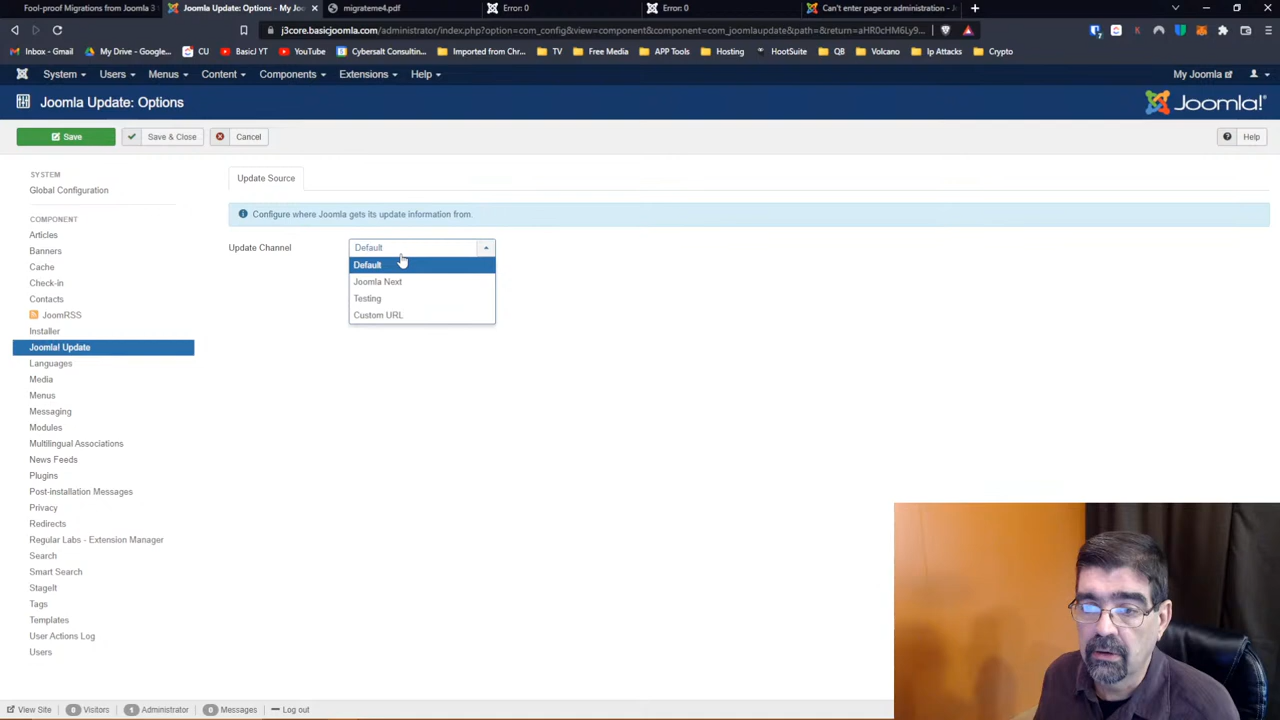 Fool-proof Migrations from Joomla 3
Joomla Update: Options - My Joo
migrateme4.pdf
Error: 0
Error: 0
Can't enter page or administration - J
j3core.basicjoomla.com/administrator/index.php?option=com_config&view=component&component=com_joomlaupdate&path=&return=aHR0cHM6Ly9...
Inbox - Gmail
My Drive - Google...
CU
BasicJ YT
YouTube
Cybersalt Consultin...
Imported from Chr...
TV
Free Media
APP Tools
Hosting
HootSuite
QB
Volcano
Ip Attacks
Crypto
System
Users
Menus
Content
Components
Extensions
Help
My Joomla
Joomla Update: Options
Joomla!
Save
Save & Close
Cancel
Help
SYSTEM
Global Configuration
COMPONENT
Articles
Banners
Cache
Check-in
Contacts
JoomRSS
Installer
Joomla! Update
Languages
Media
Menus
Messaging
Modules
Multilingual Associations
News Feeds
Plugins
Post-installation Messages
Privacy
Redirects
Regular Labs - Extension Manager
Search
Smart Search
StageIt
Tags
Templates
User Actions Log
Users
Update Source
Configure where Joomla gets its update information from.
Update Channel
Default
Default
Joomla Next
Testing
Custom URL
View Site
0 Visitors
1 Administrator
0 Messages
Log out